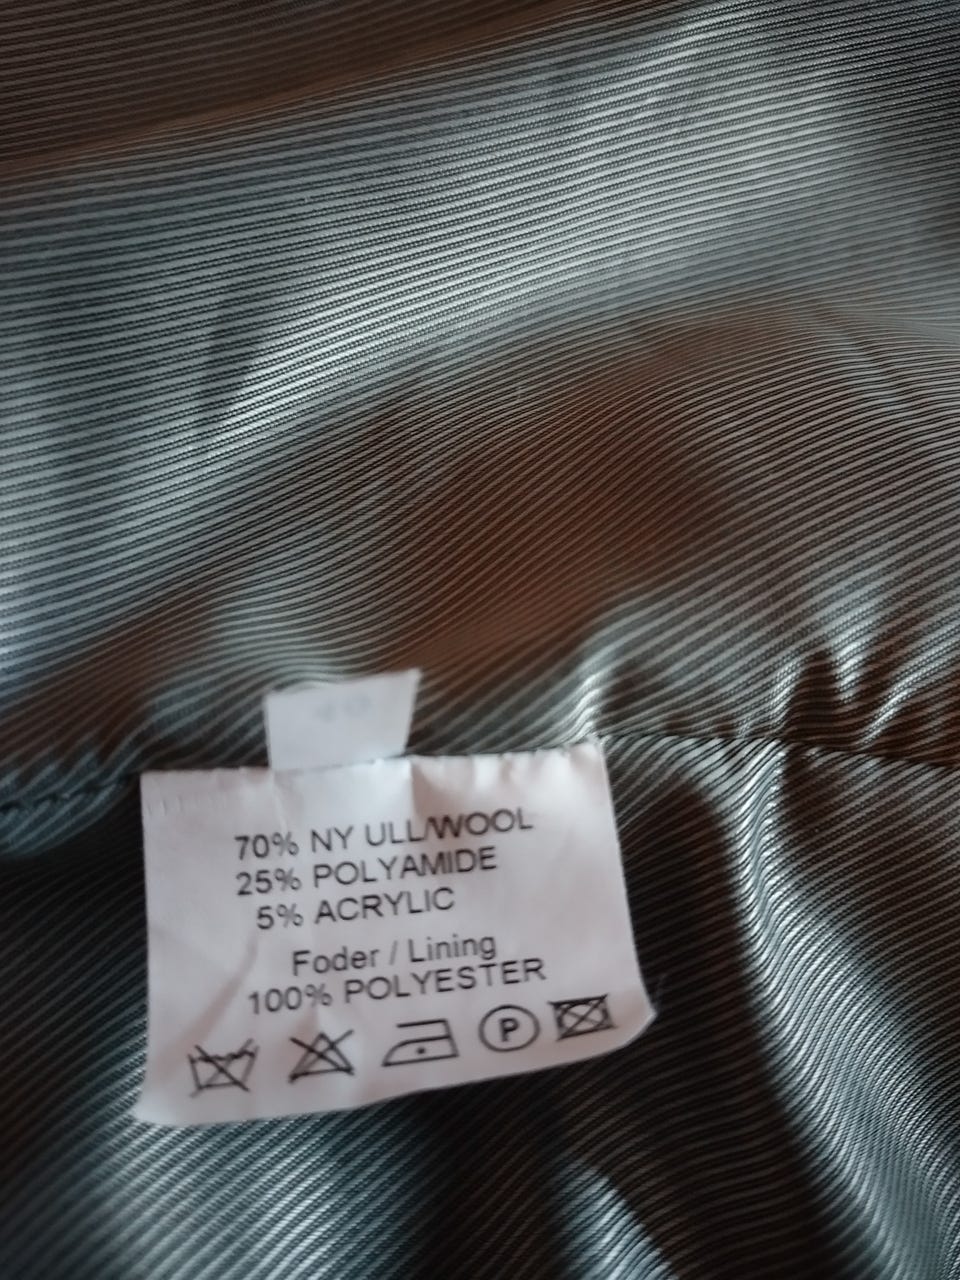 70% NY ULL/WOOL
25% POLYAMIDE
5% ACRYLIC
Foder / Lining
100% POLYESTER
P